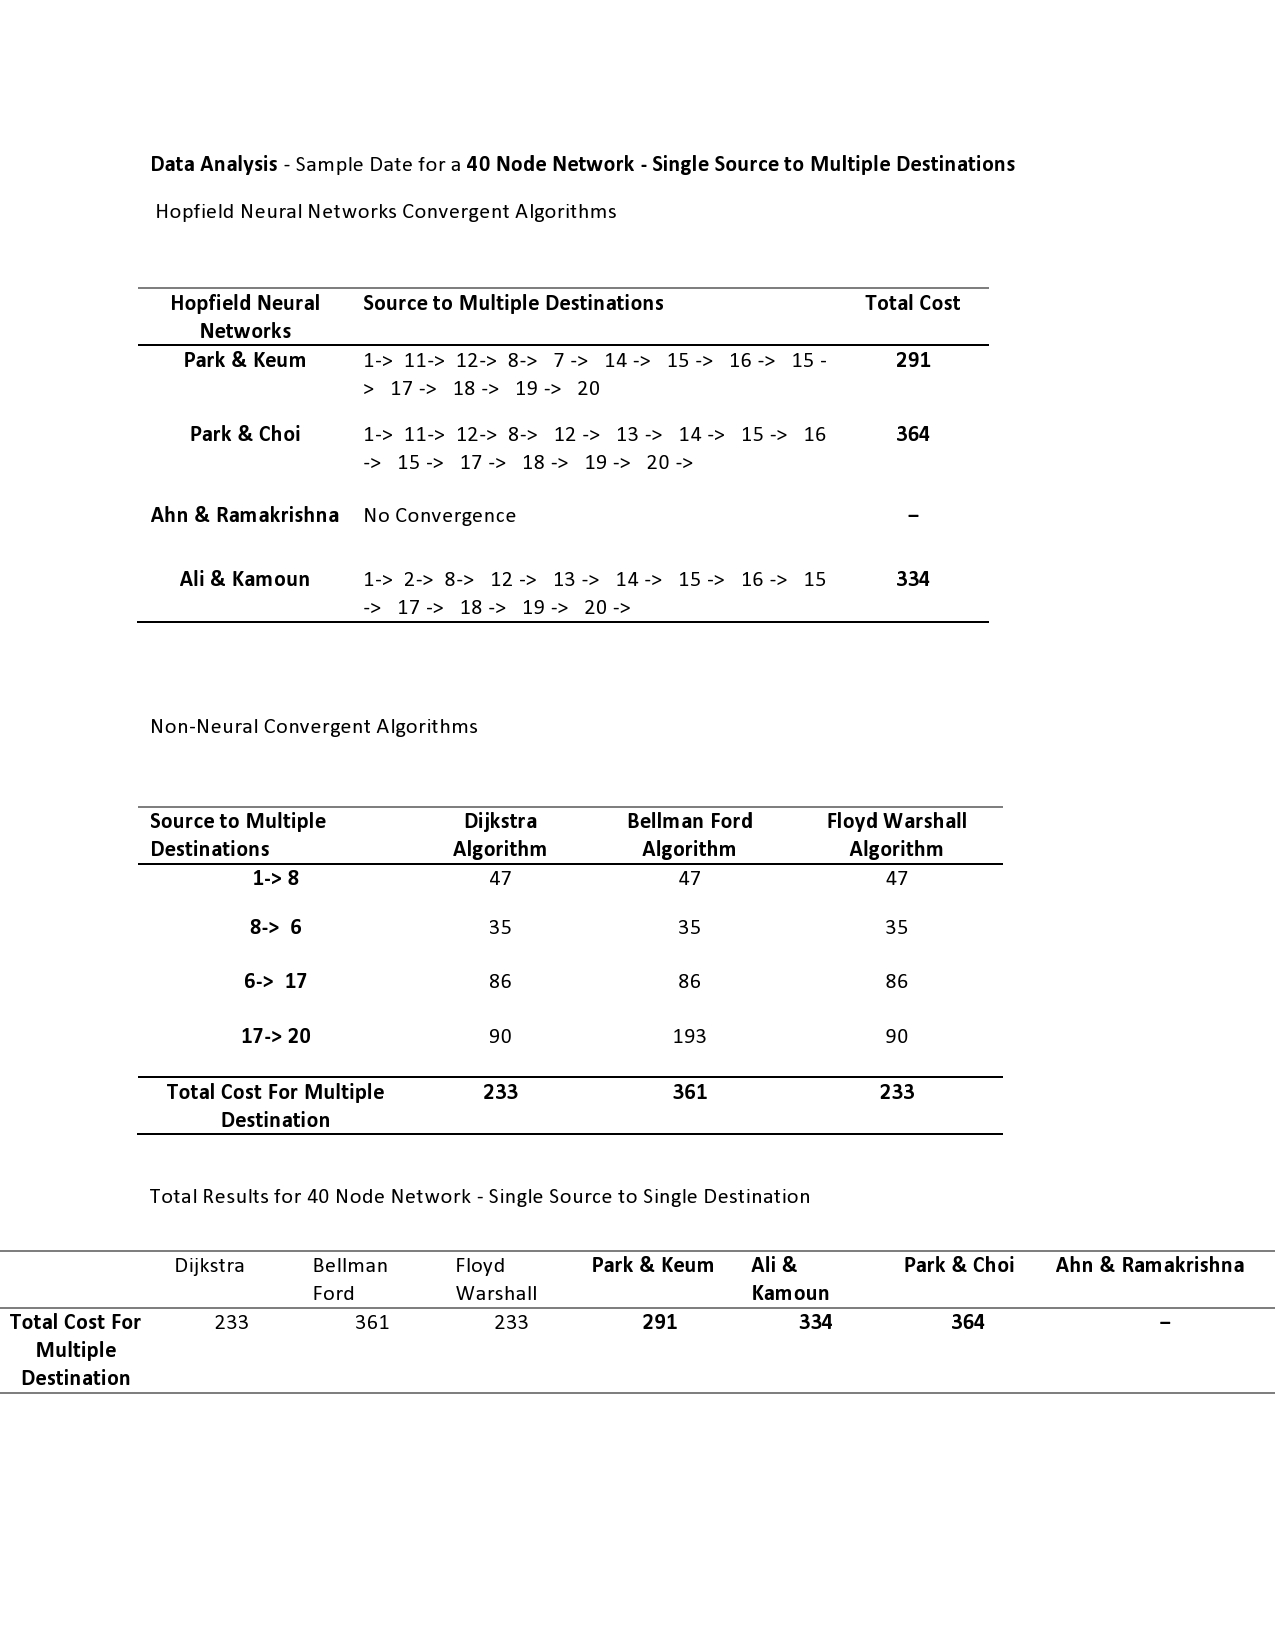 Data Analysis - Sample Date for a 40 Node Network - Single Source to Multiple Destinations
Hopfield Neural Networks Convergent Algorithms
Hopfield Neural Networks Source to Multiple Destinations Total Cost
Park & Keum 1-> 11-> 12-> 8-> 7 -> 14 -> 15 -> 16 -> 15 - 291
> 17 -> 18 -> 19 -> 20
Park & Choi 1-> 11-> 12-> 8-> 12 -> 13 -> 14 -> 15 -> 16 364
-> 15 -> 17 -> 18 -> 19 -> 20 ->
Ahn & Ramakrishna No Convergence –
Ali & Kamoun 1-> 2-> 8-> 12 -> 13 -> 14 -> 15 -> 16 -> 15 334
-> 17 -> 18 -> 19 -> 20 ->
Non-Neural Convergent Algorithms
Source to Multiple Destinations Dijkstra Algorithm Bellman Ford Algorithm Floyd Warshall Algorithm
1-> 8 47 47 47
8-> 6 35 35 35
6-> 17 86 86 86
17-> 20 90 193 90
Total Cost For Multiple Destination 233 361 233
Total Results for 40 Node Network - Single Source to Single Destination
Dijkstra Bellman Ford Floyd Warshall Park & Keum Ali & Kamoun Park & Choi Ahn & Ramakrishna
Total Cost For Multiple Destination 233 361 233 291 334 364 –